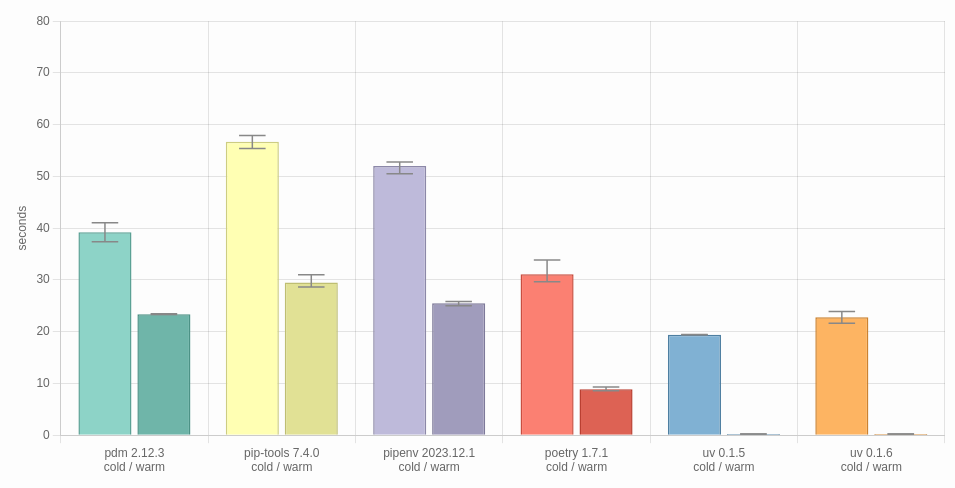 80
70
60
50
40
30
20
10
0
seconds
pdm 2.12.3
cold / warm
pip-tools 7.4.0
cold / warm
pipenv 2023.12.1
cold / warm
poetry 1.7.1
cold / warm
uv 0.1.5
cold / warm
uv 0.1.6
cold / warm